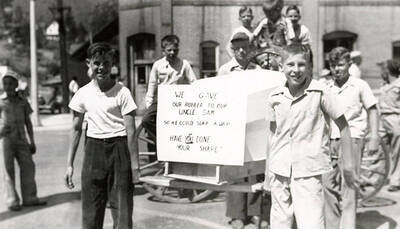 WE GAVE
OUR RUBBER TO OUR
UNCLE SAM
SO HE COULD SLAP A JAP
HAVE YOU DONE
YOUR SHARE?